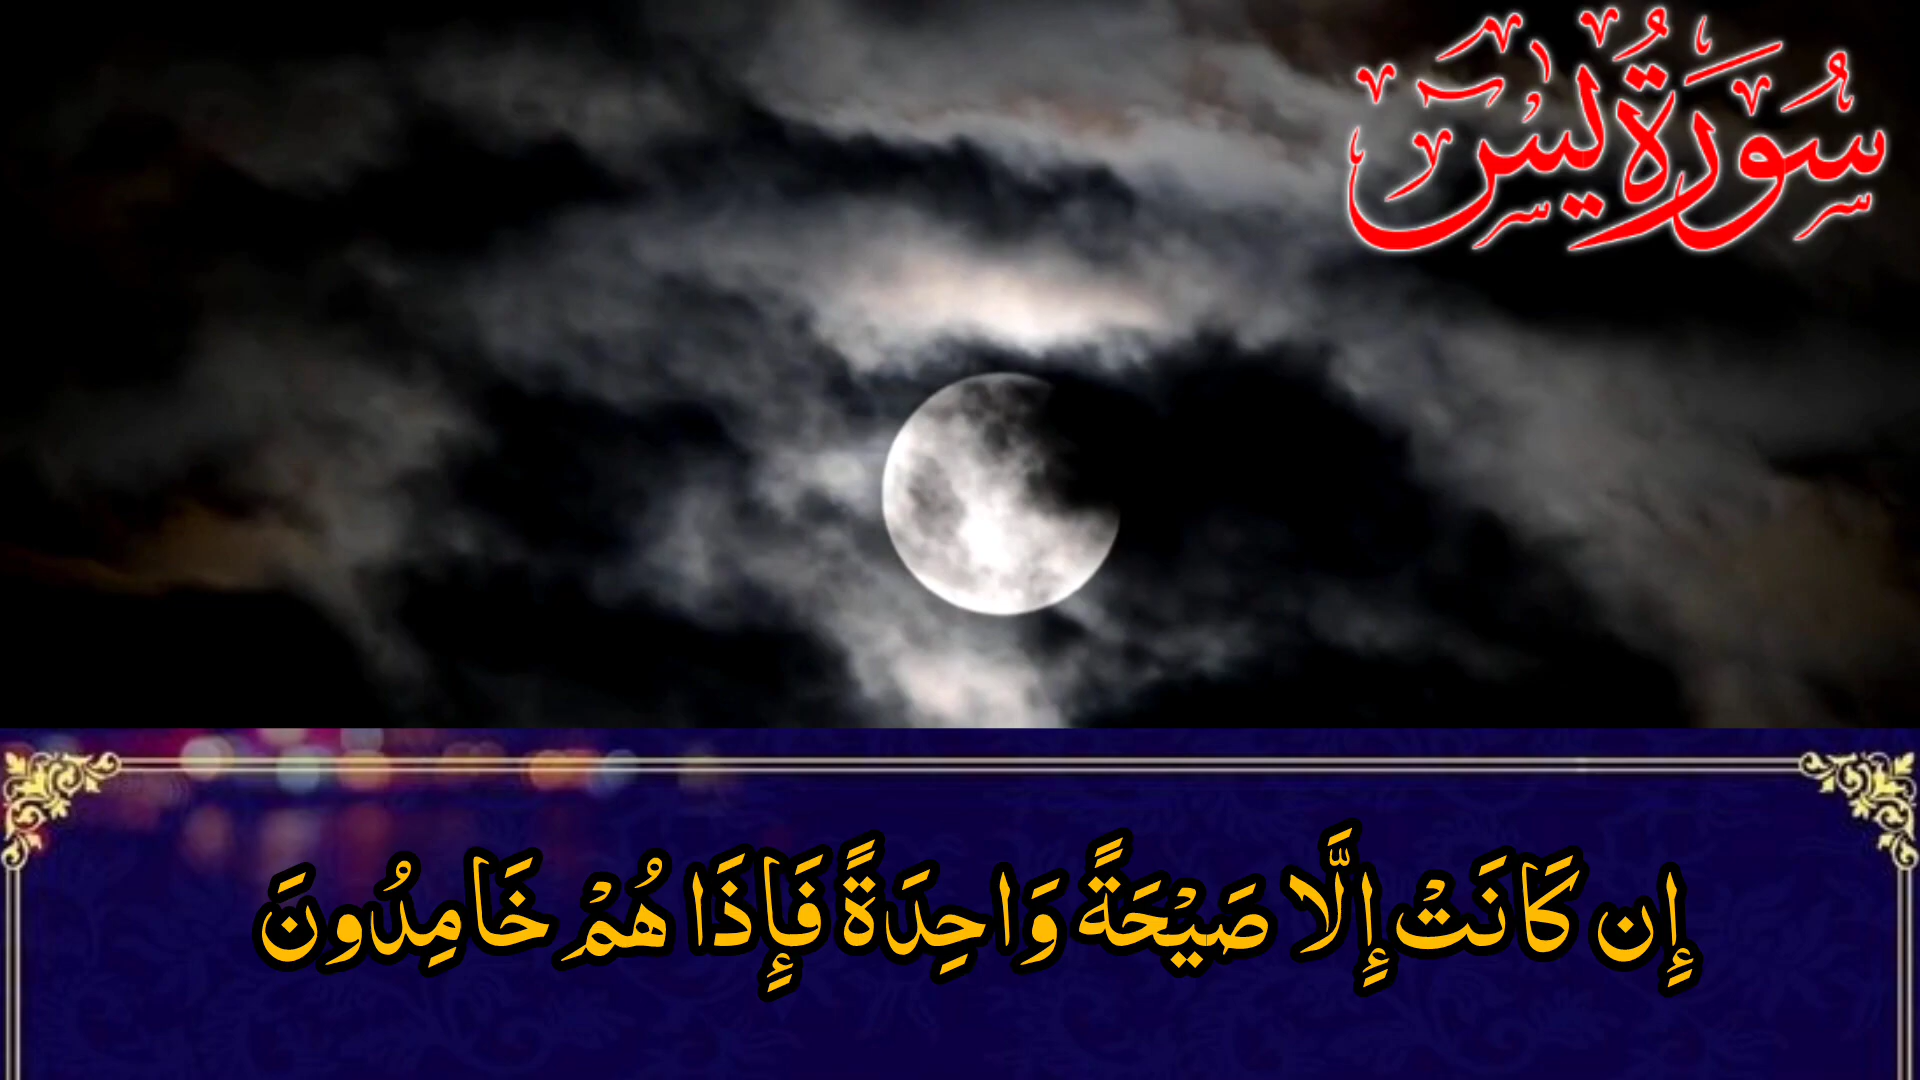 سُورَةُ يسٓ
إِن كَانَتْ إِلَّا صَيْحَةً وَاحِدَةً فَإِذَا هُمْ خَامِدُونَ